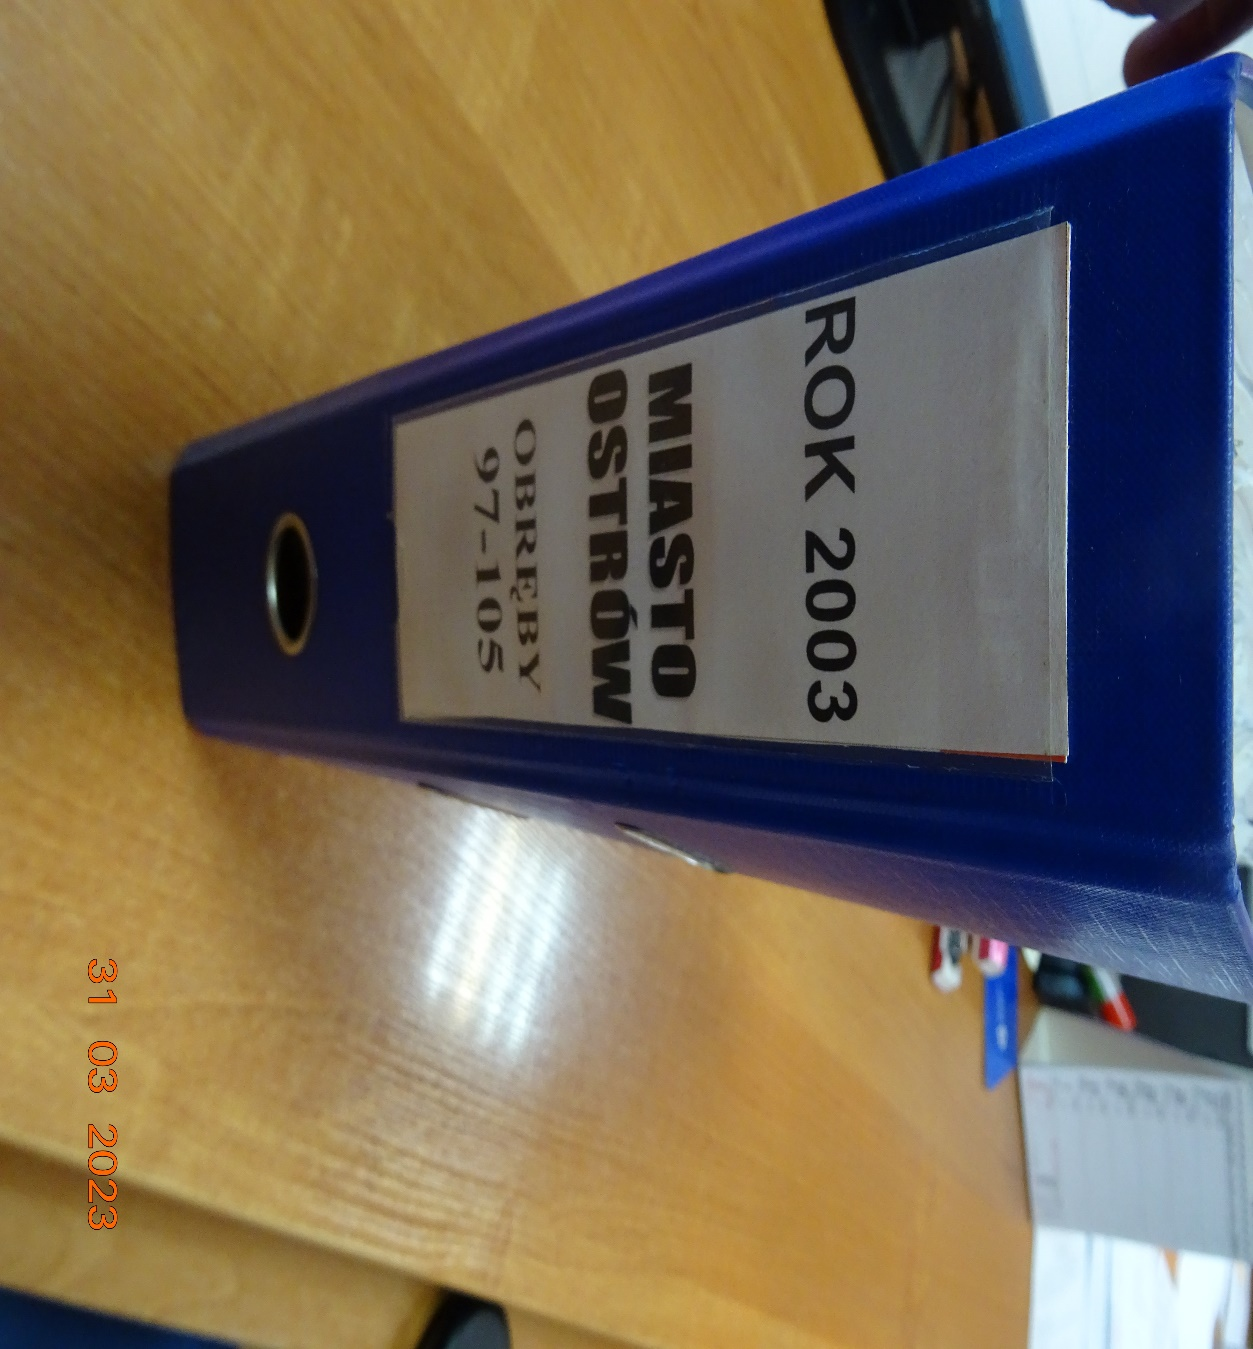 ROK 2003
MIASTO
OSTRÓW
OBRĘBY
97-105
31 03 2023